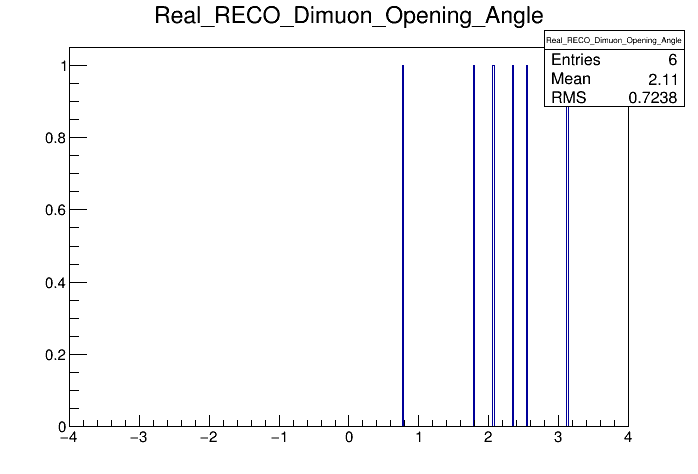 Real_RECO_Dimuon_Opening_Angle
Real_RECO_Dimuon_Opening_Angle
Entries 6
Mean 2.11
RMS 0.7238
1
0.8
0.6
0.4
0.2
0
−4 −3 −2 −1 0 1 2 3 4